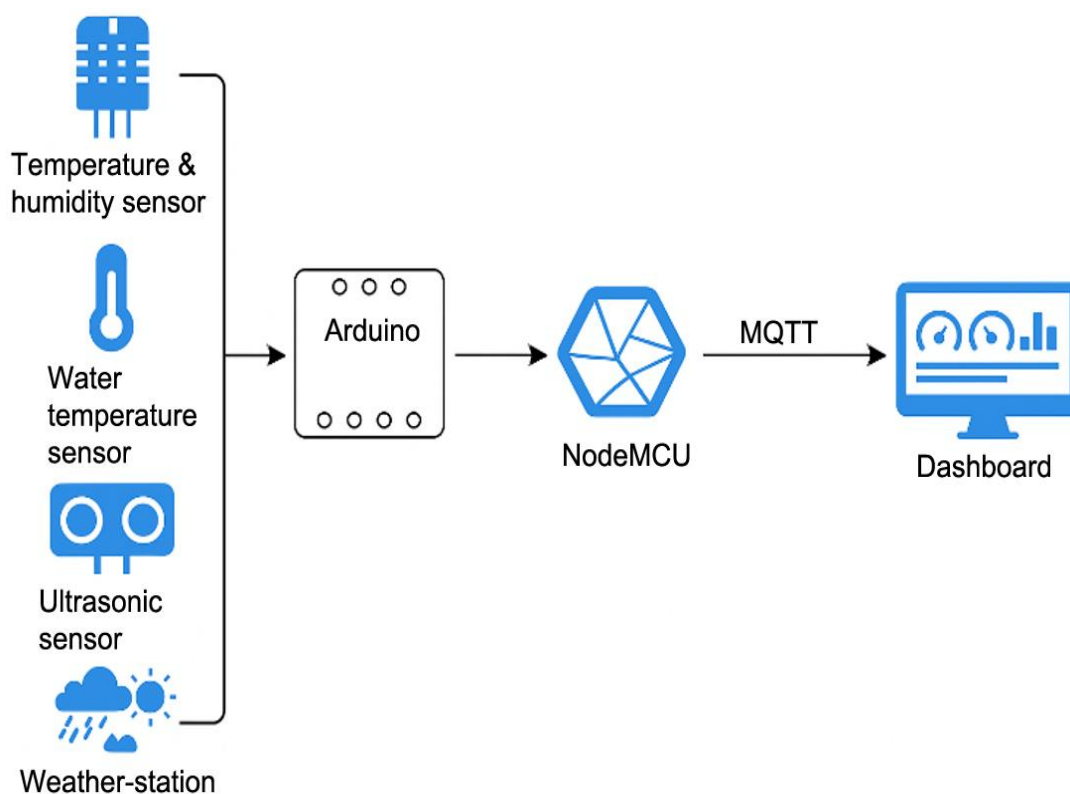 Temperature &
humidity sensor
Water
temperature
sensor
Ultrasonic
sensor
Weather-station
Arduino
NodeMCU
MQTT
Dashboard